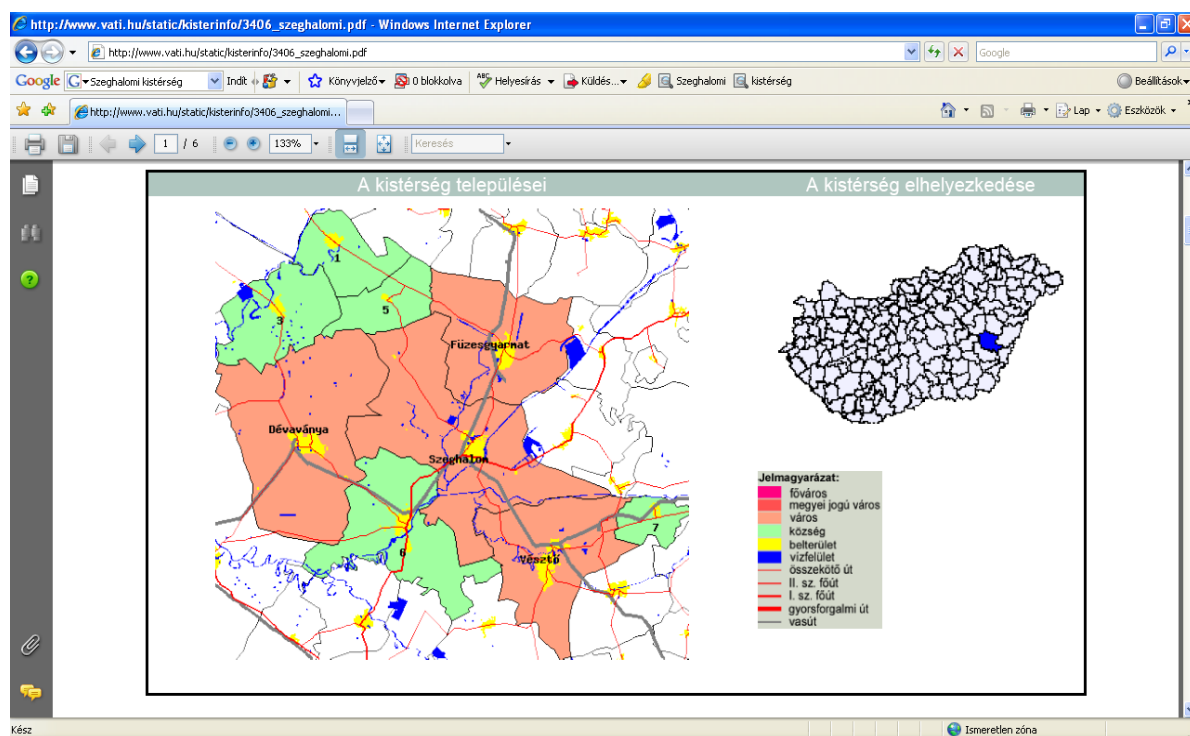 http://www.vati.hu/static/kisterinfo/3406_szeghalomi.pdf - Windows Internet Explorer
http://www.vati.hu/static/kisterinfo/3406_szeghalomi.pdf
Google
Google G Szeghalomi kistérség Indít Könyvjelző 0 blokkolva Helyesírás Küldés... Szeghalomi kistérség Beállítások
http://www.vati.hu/static/kisterinfo/3406_szeghalomi....
Lap Eszközök
1 / 6 133% Keresés
A kistérség települései
A kistérség elhelyezkedése
1
3
5
Füzesgyarmat
Dévaványa
Szeghalom
6
7
Vésztő
Jelmagyarázat:
főváros
megyei jogú város
város
község
belterület
vízfelület
összekötő út
II. sz. főút
I. sz. főút
gyorsforgalmi út
vasút
Kész
Ismeretlen zóna